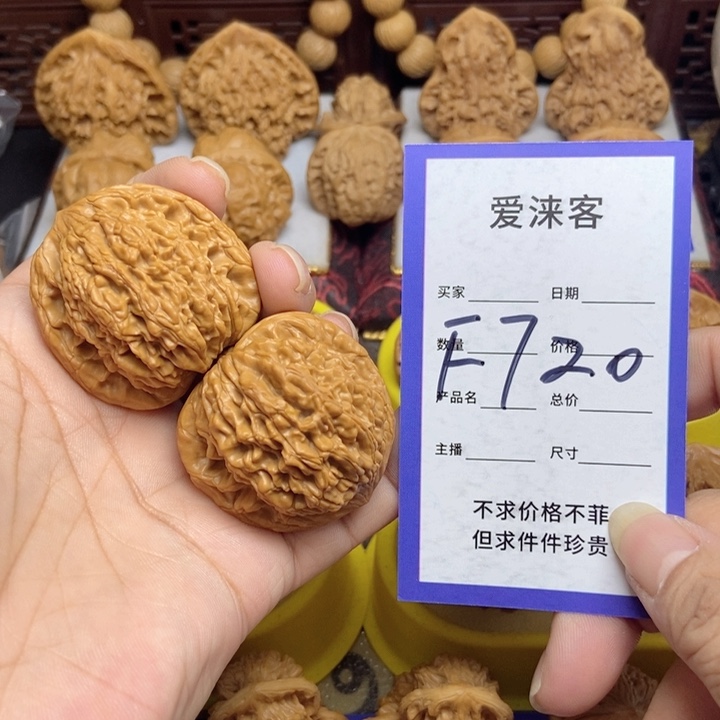 爱涞客
买家 日期
数量 价格
F720
产品名 总价
主播 尺寸
不求价格不菲
但求件件珍贵